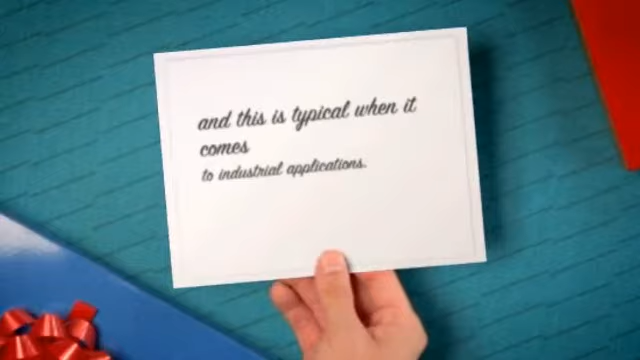 and this is typical when it
comes
to industrial applications.